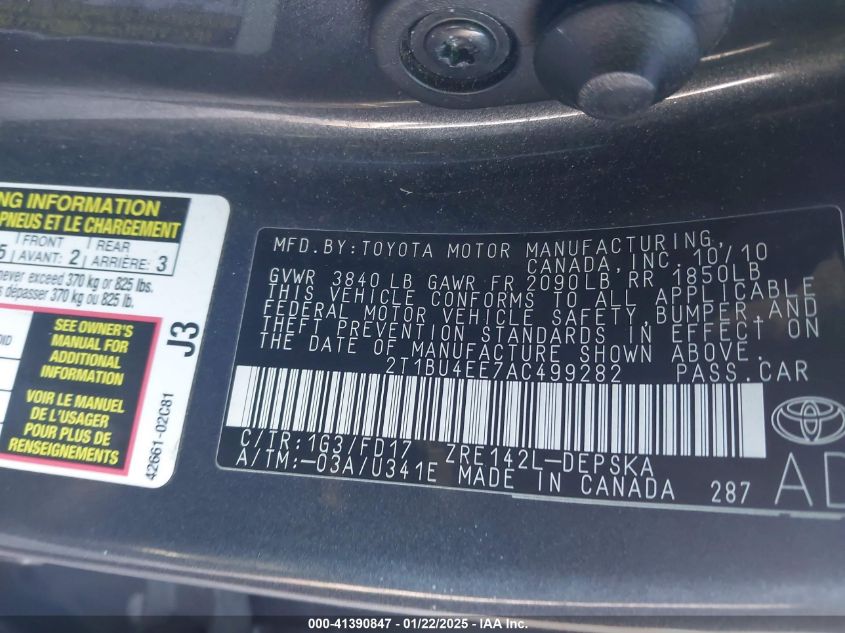 NG INFORMATION
PNEUS ET LE CHARGEMENT
5 FRONT REAR
AVANT: 2 ARRIÈRE: 3
never exceed 370 kg or 825 lbs.
dépasser 370 kg ou 825 lb.
SEE OWNER'S
MANUAL FOR
ADDITIONAL
INFORMATION
VOIR LE MANUEL
DE L'USAGER
POUR PLUS DE
RENSEIGNEMENTS
J3
42661-02C81
MFD.BY:TOYOTA MOTOR MANUFACTURING,
CANADA, INC. 10/10
GVWR 3840 LB GAWR FR 2090LB RR 1850LB
THIS VEHICLE CONFORMS TO ALL APPLICABLE
FEDERAL MOTOR VEHICLE SAFETY, BUMPER, AND
THEFT PREVENTION STANDARDS IN EFFECT ON
THE DATE OF MANUFACTURE SHOWN ABOVE.
2T1BU4EE7AC499282 PASS.CAR
C/TR:1G3/FD17 ZRE142L-DEPSKA
A/TM:-03A/U341E MADE IN CANADA 287
AD
000-41390847 - 01/22/2025 - IAA Inc.